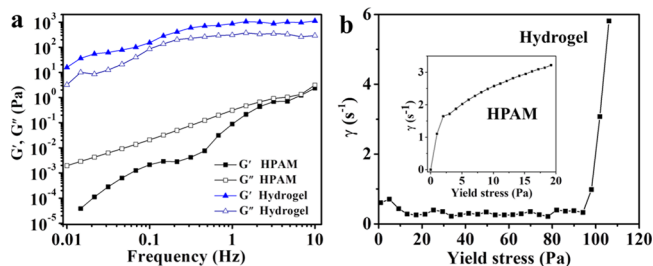 a
G′, G″ (Pa)
10³
10²
10¹
10⁰
10⁻¹
10⁻²
10⁻³
10⁻⁴
10⁻⁵
G′ HPAM
G″ HPAM
G′ Hydrogel
G″ Hydrogel
0.01 0.1 1 10
Frequency (Hz)
b
γ (s⁻¹)
6
4
2
0
Hydrogel
γ (s⁻¹)
3
2
1
0
HPAM
0 5 10 15 20
Yield stress (Pa)
0 20 40 60 80 100 120
Yield stress (Pa)